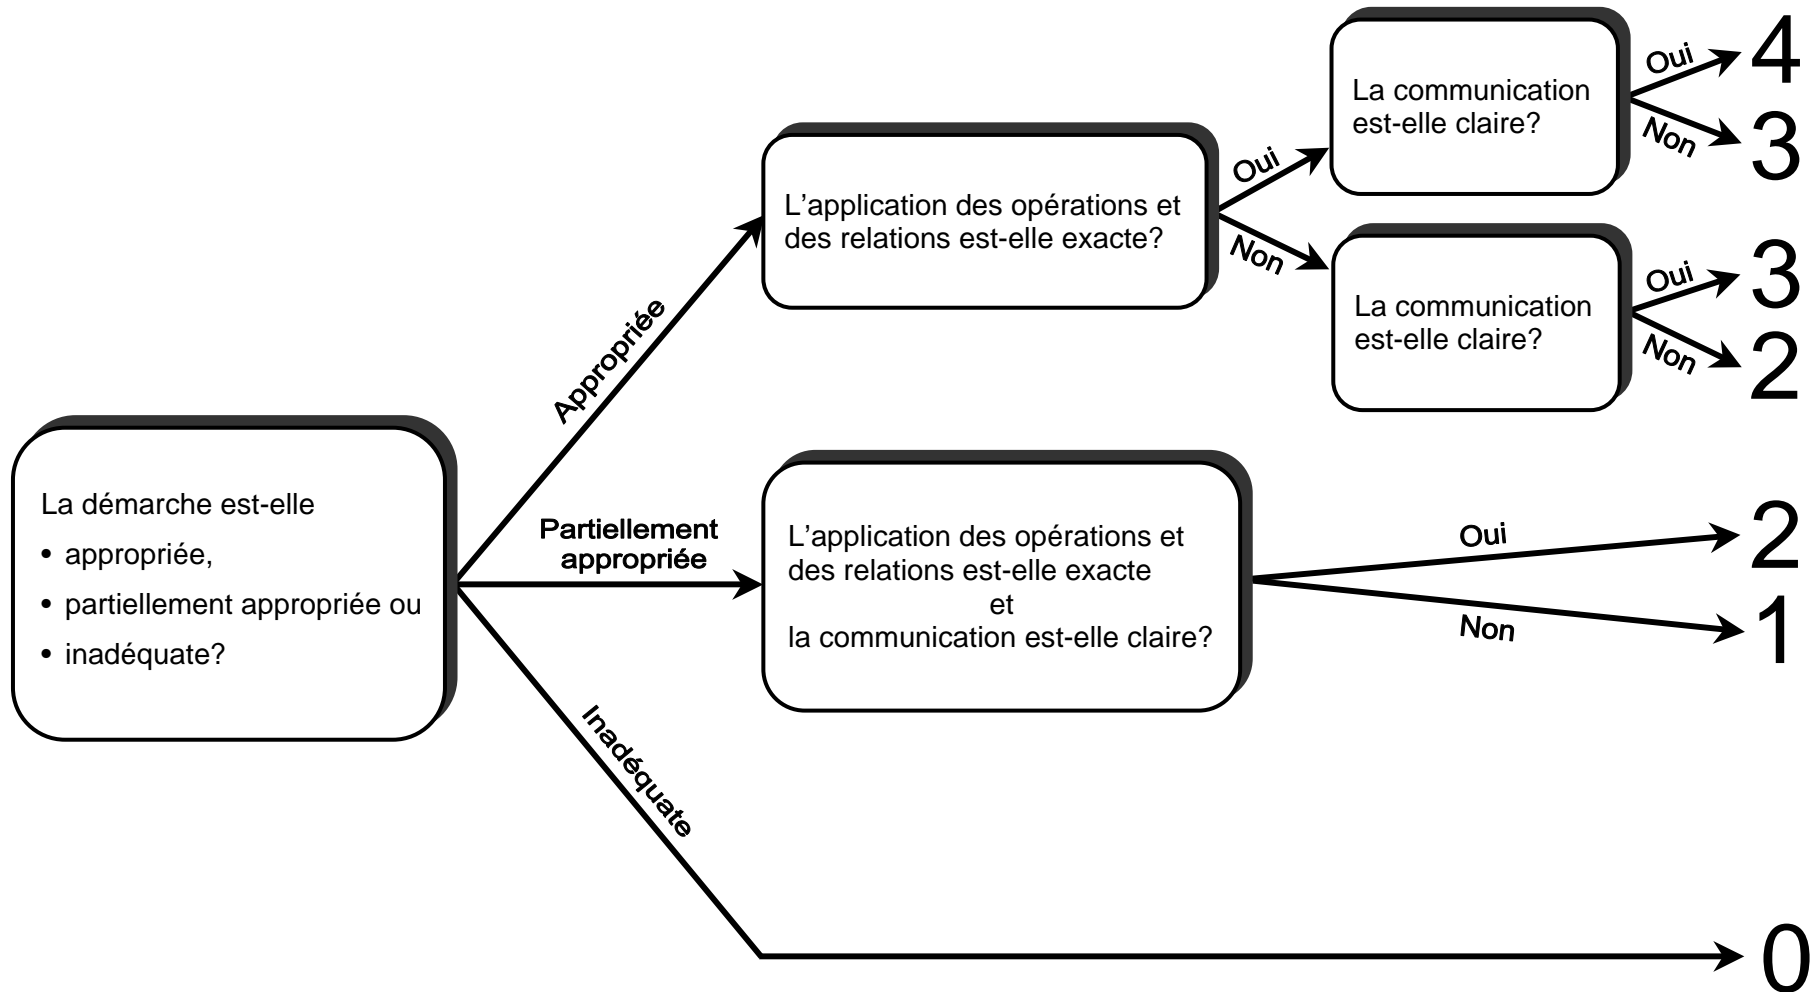 La démarche est-elle
• appropriée,
• partiellement appropriée ou
• inadéquate?
Appropriée
L'application des opérations et
des relations est-elle exacte?
Oui
La communication
est-elle claire?
Oui
4
Non
3
Non
La communication
est-elle claire?
Oui
3
Non
2
Partiellement
appropriée
L'application des opérations et
des relations est-elle exacte
et
la communication est-elle claire?
Oui
2
Non
1
Inadéquate
0